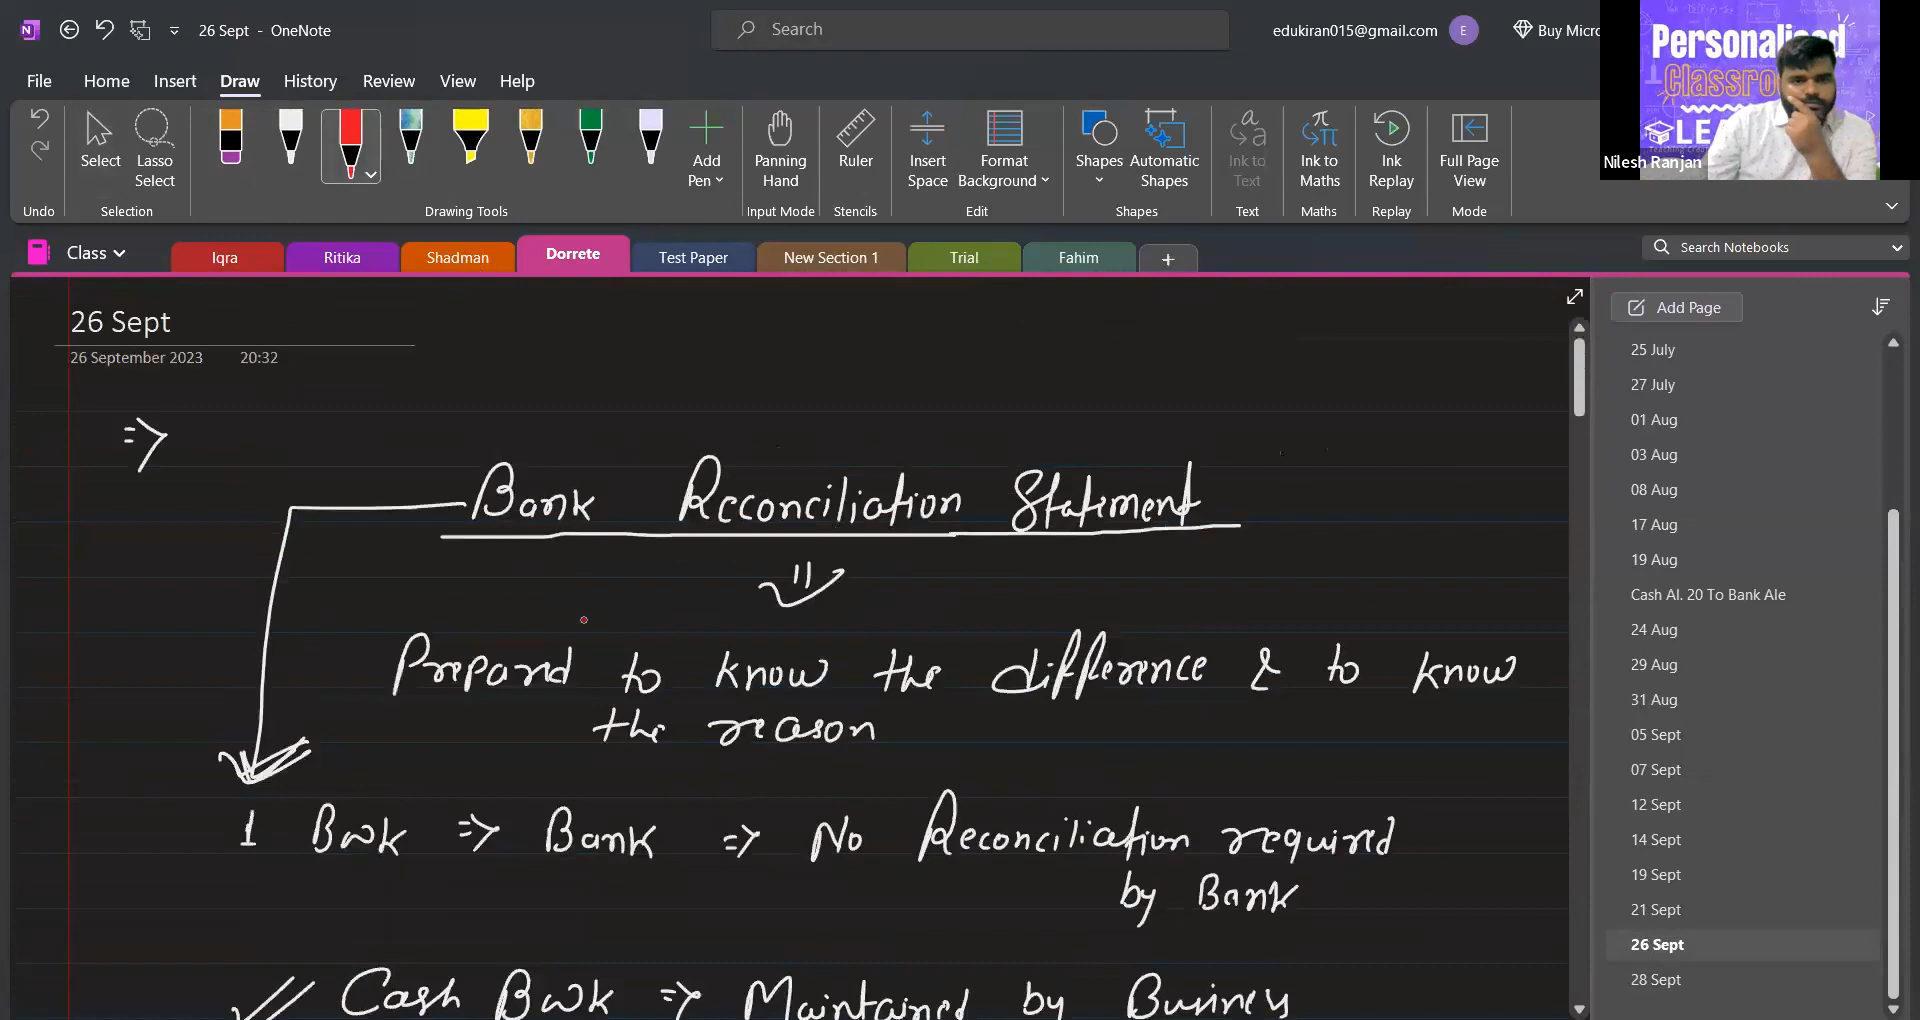 26 Sept - OneNote
Search
edukiran015@gmail.com
E
Buy Micro
File Home Insert Draw History Review View Help
Select
Lasso Select
Add Pen
Panning Hand
Ruler
Insert Space
Format Background
Shapes
Automatic Shapes
Ink to Text
Ink to Maths
Ink Replay
Full Page View
Undo
Selection
Drawing Tools
Input Mode
Stencils
Edit
Shapes
Text
Maths
Replay
Mode
Personalised
LEA
Nilesh Ranjan
Class
Iqra
Ritika
Shadman
Dorrete
Test Paper
New Section 1
Trial
Fahim
+
Search Notebooks
26 Sept
26 September 2023 20:32
=>
Bank Reconciliation Statement
Prepared to know the difference & to know
the reason
1 Book => Bank => No Reconciliation required
by Bank
Cash Book => Maintained by Business
Add Page
25 July
27 July
01 Aug
03 Aug
08 Aug
17 Aug
19 Aug
Cash Al. 20 To Bank Ale
24 Aug
29 Aug
31 Aug
05 Sept
07 Sept
12 Sept
14 Sept
19 Sept
21 Sept
26 Sept
28 Sept